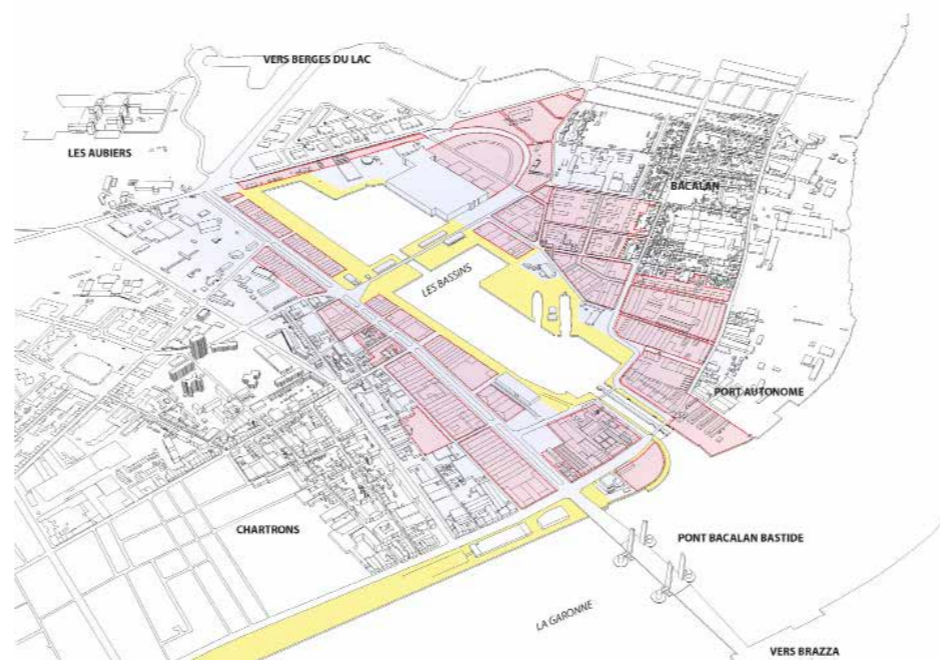 VERS BERGES DU LAC
LES AUBIERS
BACALAN
LES BASSINS
PORT AUTONOME
CHARTRONS
PONT BACALAN BASTIDE
LA GARONNE
VERS BRAZZA